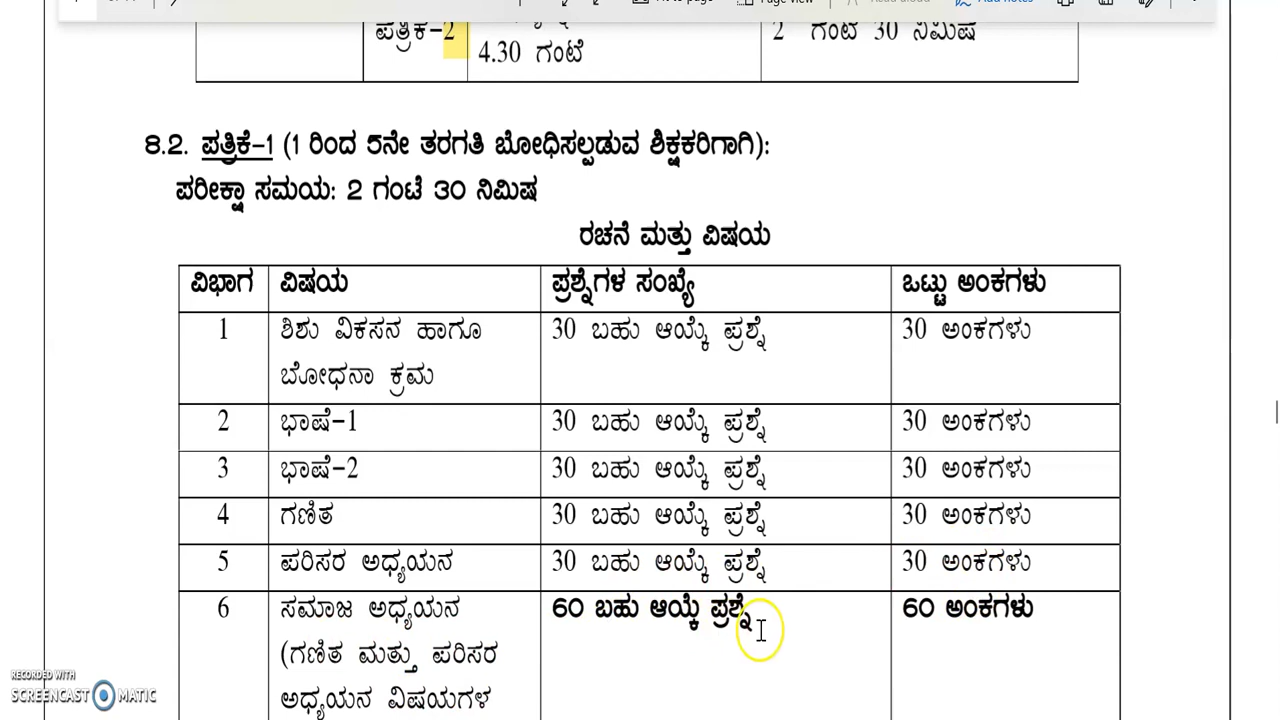 ಪತ್ರಿಕೆ-2
4.30 ಗಂಟೆ
2 ಗಂಟೆ 30 ನಿಮಿಷ
8.2. ಪತ್ರಿಕೆ-1 (1 ರಿಂದ 5ನೇ ತರಗತಿ ಬೋಧಿಸಲ್ಪಡುವ ಶಿಕ್ಷಕರಿಗಾಗಿ):
ಪರೀಕ್ಷಾ ಸಮಯ: 2 ಗಂಟೆ 30 ನಿಮಿಷ
ರಚನೆ ಮತ್ತು ವಿಷಯ
ವಿಭಾಗ ವಿಷಯ ಪ್ರಶ್ನೆಗಳ ಸಂಖ್ಯೆ ಒಟ್ಟು ಅಂಕಗಳು
1 ಶಿಶು ವಿಕಸನ ಹಾಗೂ 30 ಬಹು ಆಯ್ಕೆ ಪ್ರಶ್ನೆ 30 ಅಂಕಗಳು
ಬೋಧನಾ ಕ್ರಮ
2 ಭಾಷೆ-1 30 ಬಹು ಆಯ್ಕೆ ಪ್ರಶ್ನೆ 30 ಅಂಕಗಳು
3 ಭಾಷೆ-2 30 ಬಹು ಆಯ್ಕೆ ಪ್ರಶ್ನೆ 30 ಅಂಕಗಳು
4 ಗಣಿತ 30 ಬಹು ಆಯ್ಕೆ ಪ್ರಶ್ನೆ 30 ಅಂಕಗಳು
5 ಪರಿಸರ ಅಧ್ಯಯನ 30 ಬಹು ಆಯ್ಕೆ ಪ್ರಶ್ನೆ 30 ಅಂಕಗಳು
6 ಸಮಾಜ ಅಧ್ಯಯನ 60 ಬಹು ಆಯ್ಕೆ ಪ್ರಶ್ನೆ 60 ಅಂಕಗಳು
(ಗಣಿತ ಮತ್ತು ಪರಿಸರ
ಅಧ್ಯಯನ ವಿಷಯಗಳ
RECORDED WITH
SCREENCAST MATIC